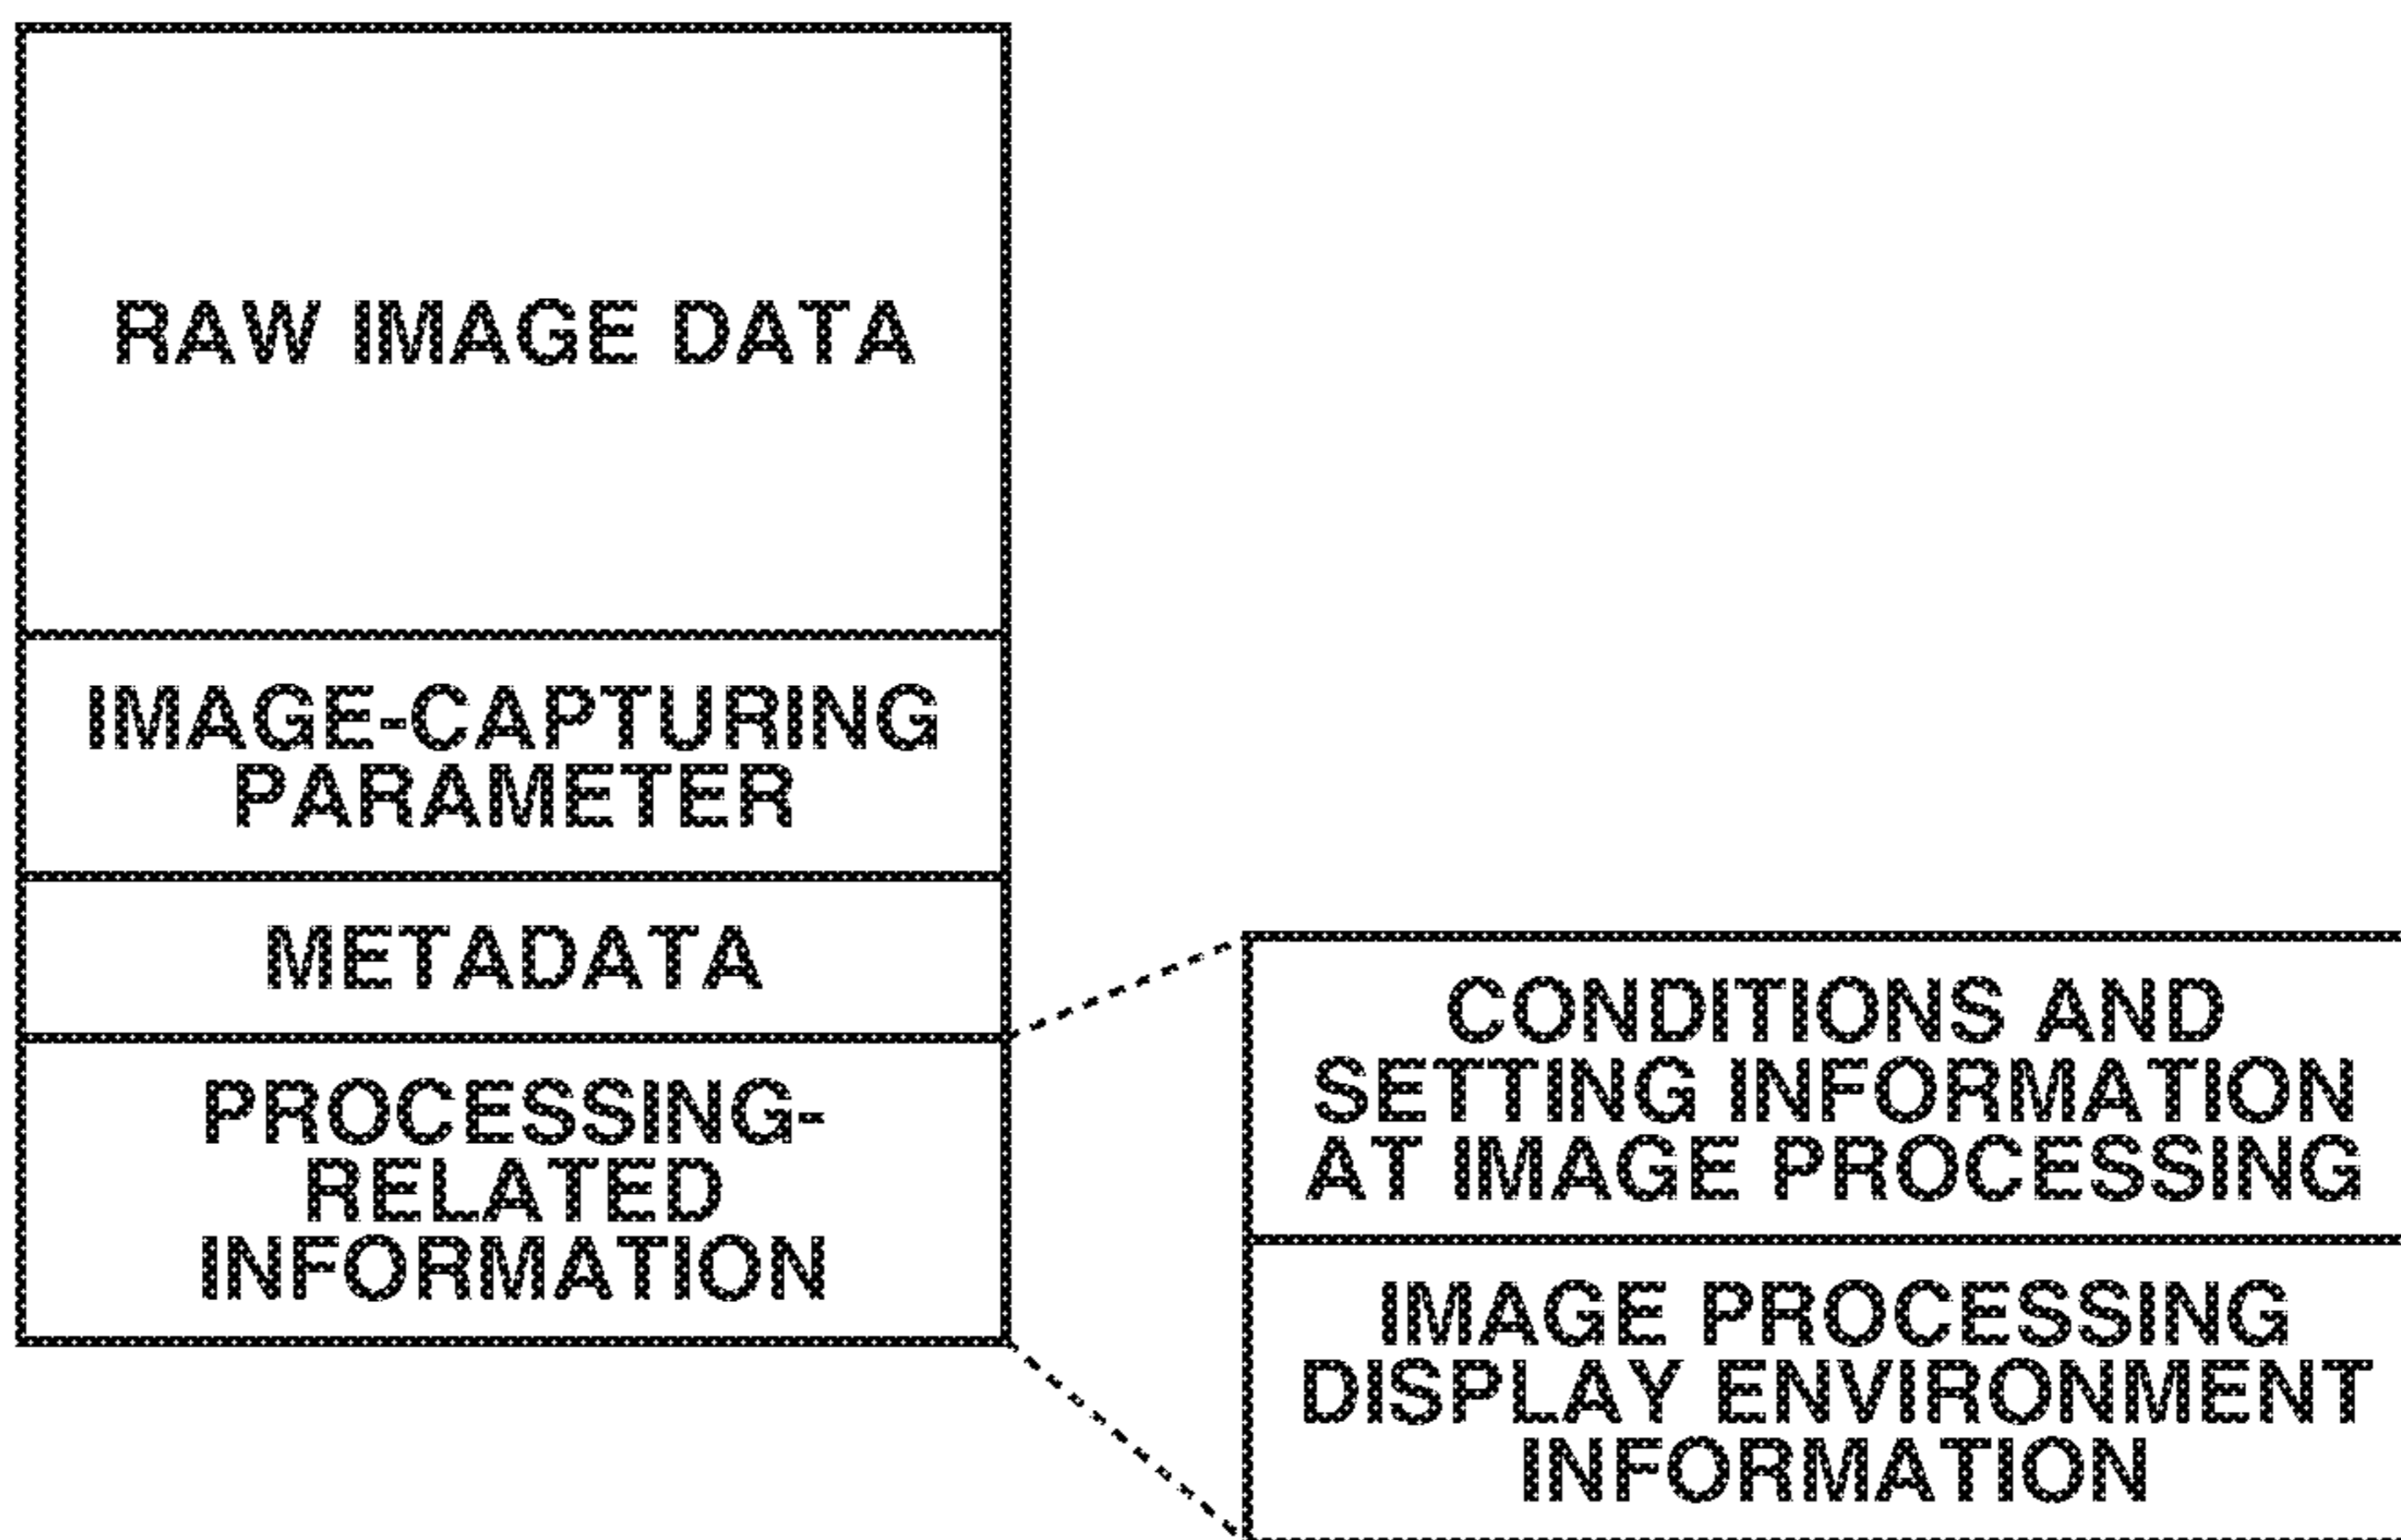 RAW IMAGE DATA
IMAGE-CAPTURING
PARAMETER
METADATA
PROCESSING-
RELATED
INFORMATION
CONDITIONS AND
SETTING INFORMATION
AT IMAGE PROCESSING
IMAGE PROCESSING
DISPLAY ENVIRONMENT
INFORMATION